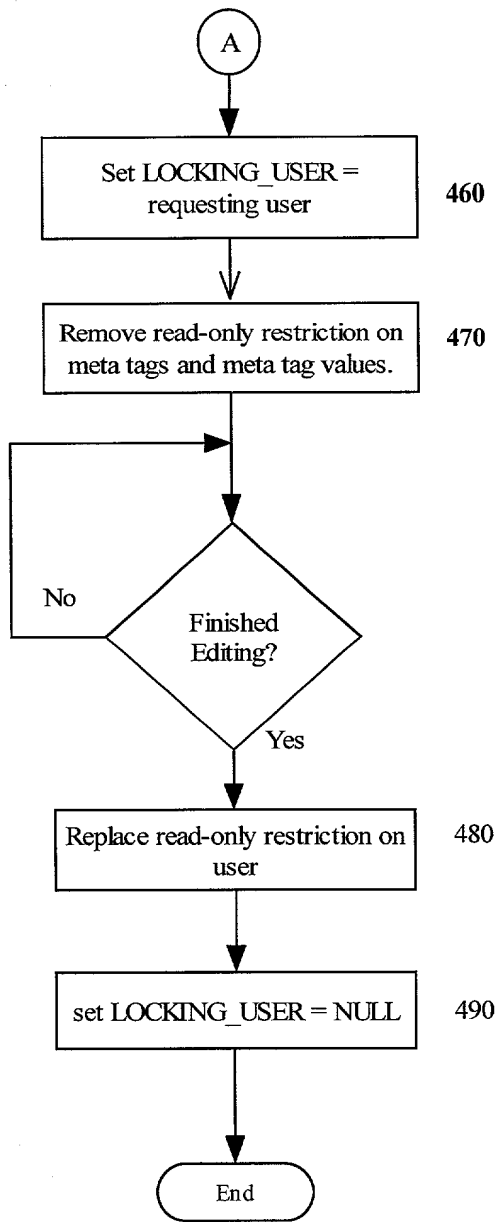 A
Set LOCKING_USER =
requesting user
460
Remove read-only restriction on
meta tags and meta tag values.
470
No
Finished
Editing?
Yes
Replace read-only restriction on
user
480
set LOCKING_USER = NULL
490
End